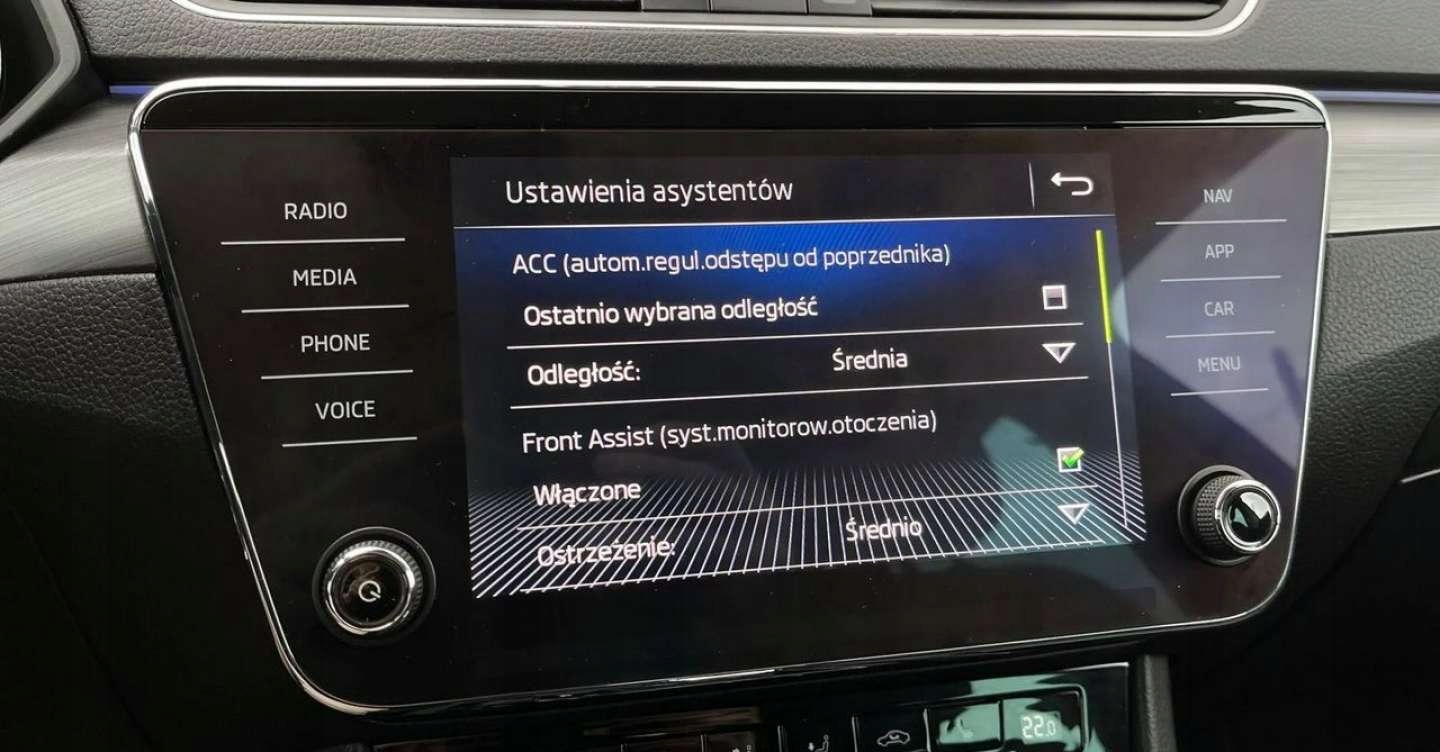 RADIO
MEDIA
PHONE
VOICE
Ustawienia asystentów
ACC (autom.regul.odstępu od poprzednika)
Ostatnio wybrana odległość
Odległość: Średnia
Front Assist (syst.monitorow.otoczenia)
Włączone
Ostrzeżenie: Średnio
NAV
APP
CAR
MENU
22.0